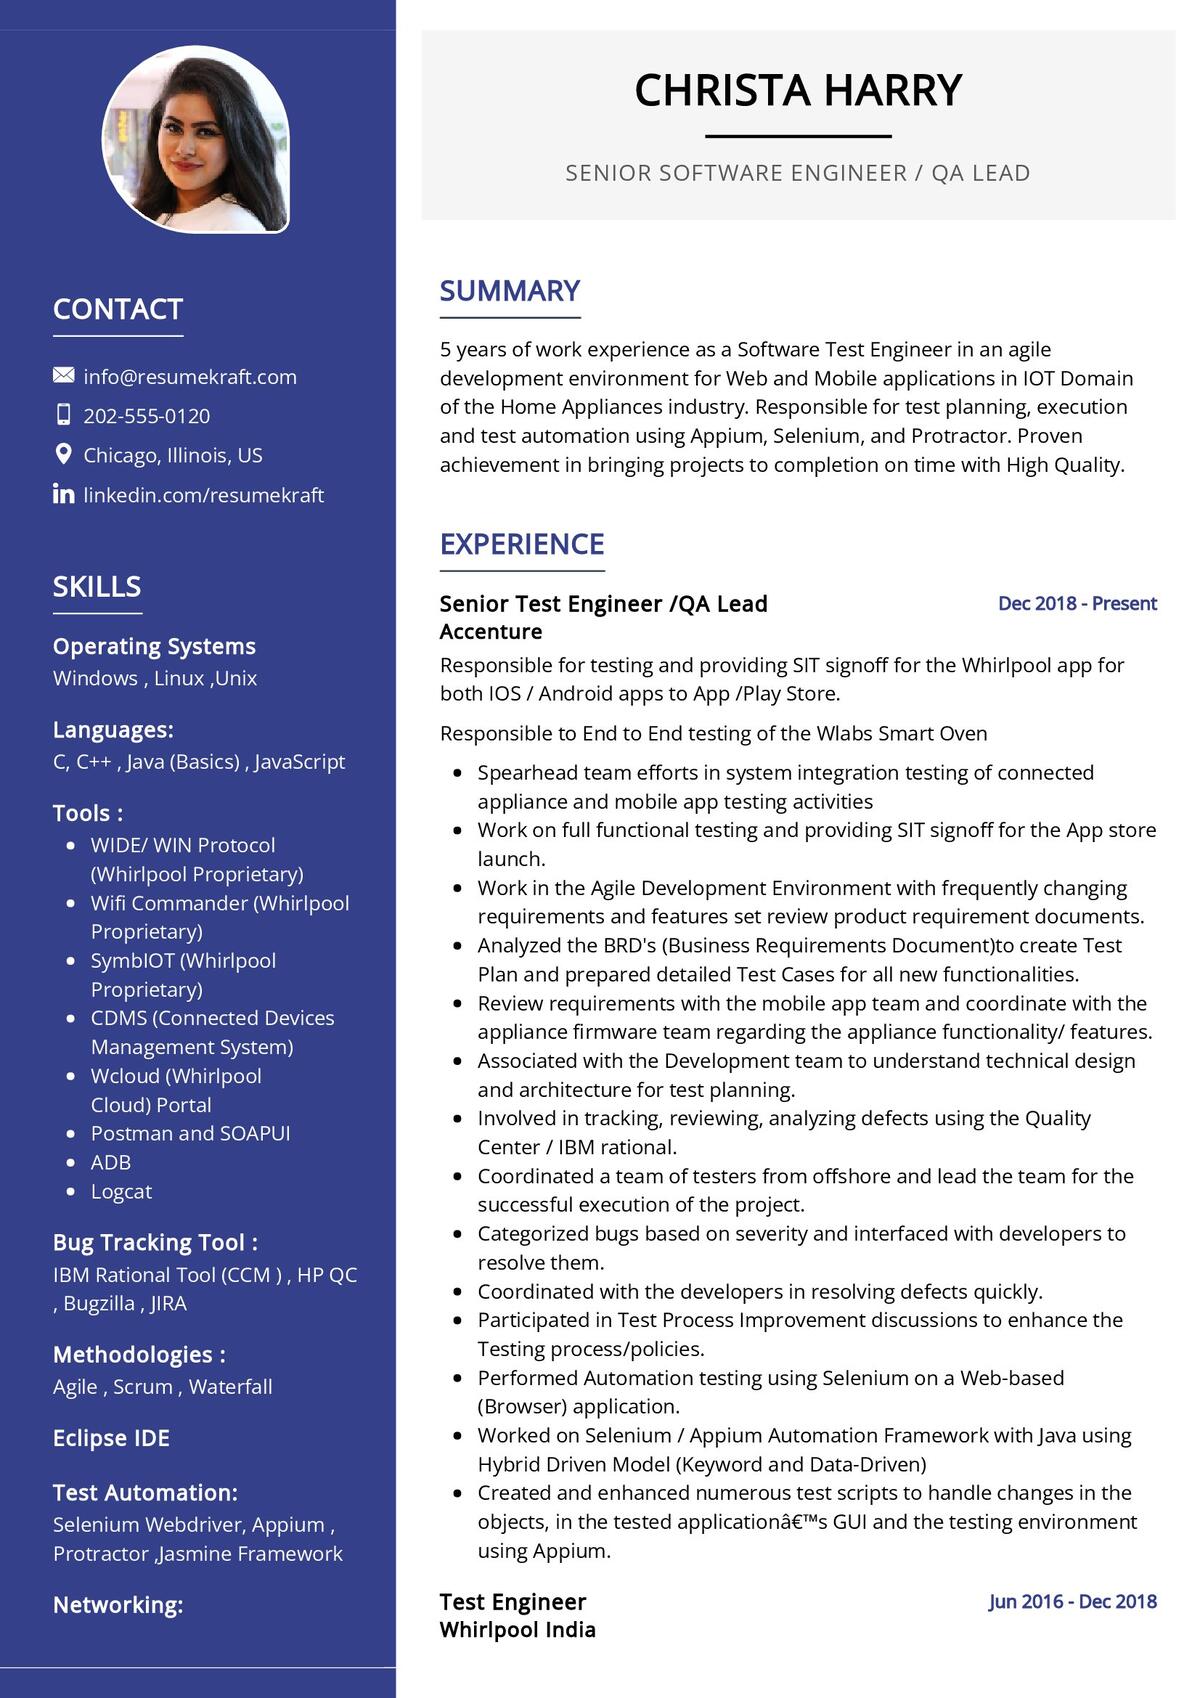 CHRISTA HARRY
SENIOR SOFTWARE ENGINEER / QA LEAD
CONTACT
info@resumekraft.com
202-555-0120
Chicago, Illinois, US
linkedin.com/resumekraft
SKILLS
Operating Systems
Windows , Linux ,Unix
Languages:
C, C++ , Java (Basics) , JavaScript
Tools :
• WIDE/ WIN Protocol
(Whirlpool Proprietary)
• Wifi Commander (Whirlpool
Proprietary)
• SymbIOT (Whirlpool
Proprietary)
• CDMS (Connected Devices
Management System)
• Wcloud (Whirlpool
Cloud) Portal
• Postman and SOAPUI
• ADB
• Logcat
Bug Tracking Tool :
IBM Rational Tool (CCM ) , HP QC
, Bugzilla , JIRA
Methodologies :
Agile , Scrum , Waterfall
Eclipse IDE
Test Automation:
Selenium Webdriver, Appium ,
Protractor ,Jasmine Framework
Networking:
SUMMARY
5 years of work experience as a Software Test Engineer in an agile
development environment for Web and Mobile applications in IOT Domain
of the Home Appliances industry. Responsible for test planning, execution
and test automation using Appium, Selenium, and Protractor. Proven
achievement in bringing projects to completion on time with High Quality.
EXPERIENCE
Senior Test Engineer /QA Lead Dec 2018 - Present
Accenture
Responsible for testing and providing SIT signoff for the Whirlpool app for
both IOS / Android apps to App /Play Store.
Responsible to End to End testing of the Wlabs Smart Oven
• Spearhead team efforts in system integration testing of connected
appliance and mobile app testing activities
• Work on full functional testing and providing SIT signoff for the App store
launch.
• Work in the Agile Development Environment with frequently changing
requirements and features set review product requirement documents.
• Analyzed the BRD's (Business Requirements Document)to create Test
Plan and prepared detailed Test Cases for all new functionalities.
• Review requirements with the mobile app team and coordinate with the
appliance firmware team regarding the appliance functionality/ features.
• Associated with the Development team to understand technical design
and architecture for test planning.
• Involved in tracking, reviewing, analyzing defects using the Quality
Center / IBM rational.
• Coordinated a team of testers from offshore and lead the team for the
successful execution of the project.
• Categorized bugs based on severity and interfaced with developers to
resolve them.
• Coordinated with the developers in resolving defects quickly.
• Participated in Test Process Improvement discussions to enhance the
Testing process/policies.
• Performed Automation testing using Selenium on a Web-based
(Browser) application.
• Worked on Selenium / Appium Automation Framework with Java using
Hybrid Driven Model (Keyword and Data-Driven)
• Created and enhanced numerous test scripts to handle changes in the
objects, in the tested applicationâ€™s GUI and the testing environment
using Appium.
Test Engineer Jun 2016 - Dec 2018
Whirlpool India